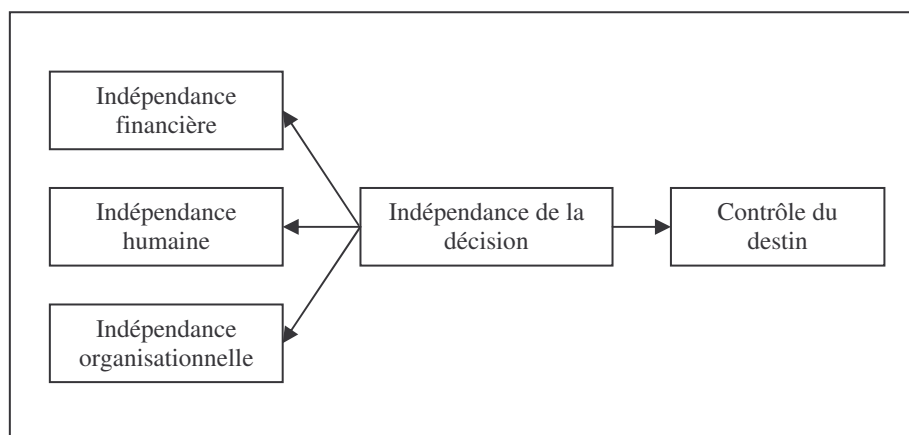 Indépendance
financière
Indépendance
humaine
Indépendance de la
décision
Contrôle du
destin
Indépendance
organisationnelle